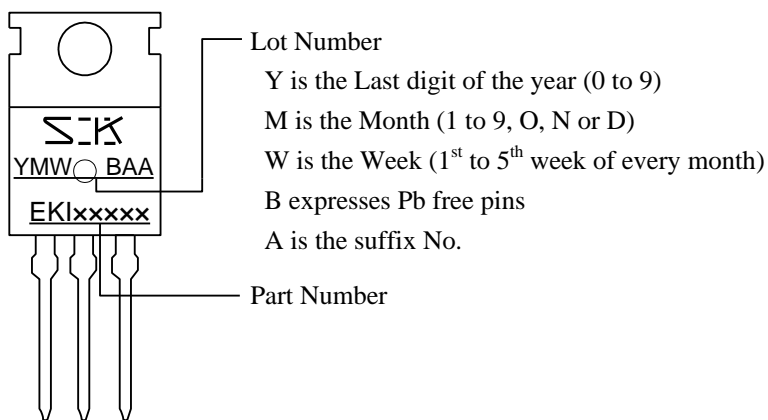 Lot Number
Y is the Last digit of the year (0 to 9)
M is the Month (1 to 9, O, N or D)
W is the Week (1st to 5th week of every month)
B expresses Pb free pins
A is the suffix No.
SK
YMW BAA
EKI×××××
Part Number